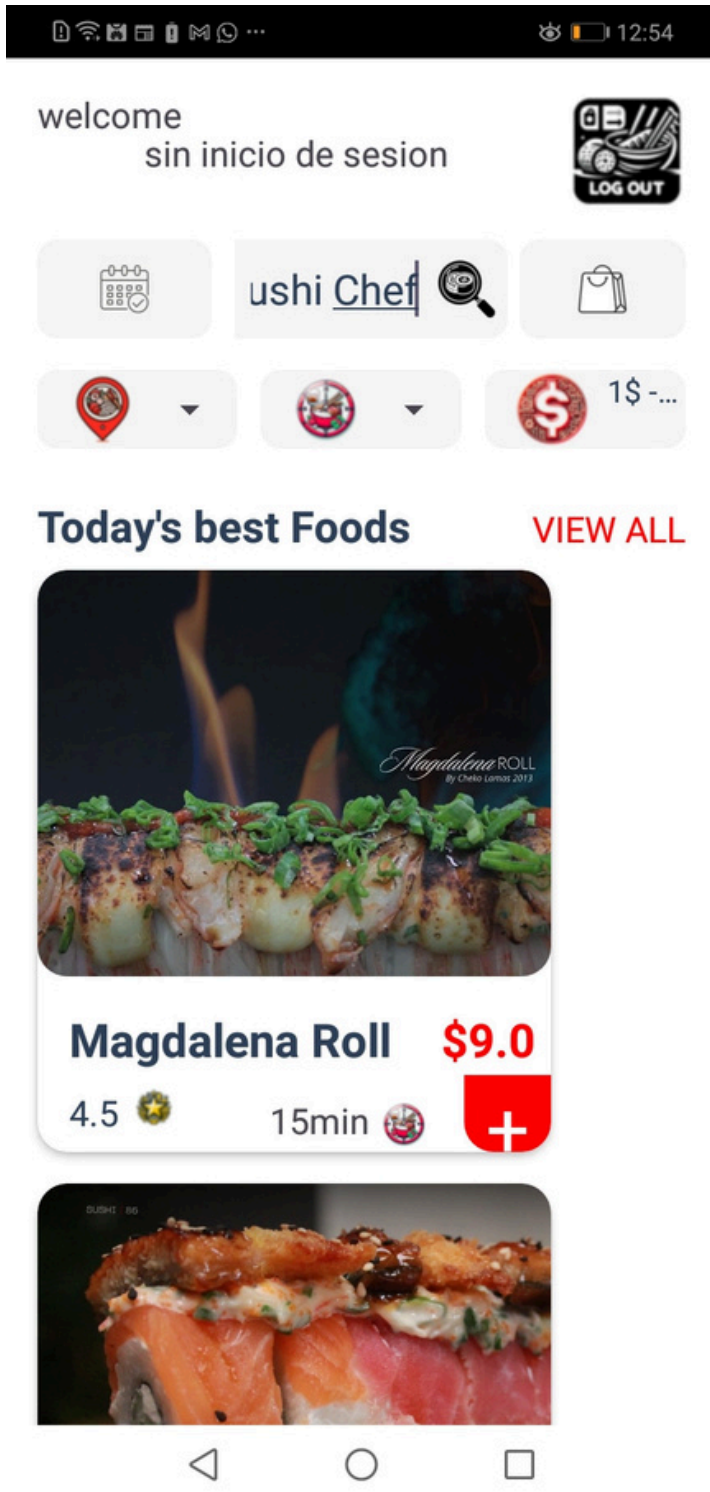 12:54
welcome
sin inicio de sesion
LOG OUT
ushi Chef
1$ -...
Today's best Foods
VIEW ALL
Magdalena ROLL
By Cheko Lamas 2013
Magdalena Roll
$9.0
4.5
15min
+
SUSHI 86